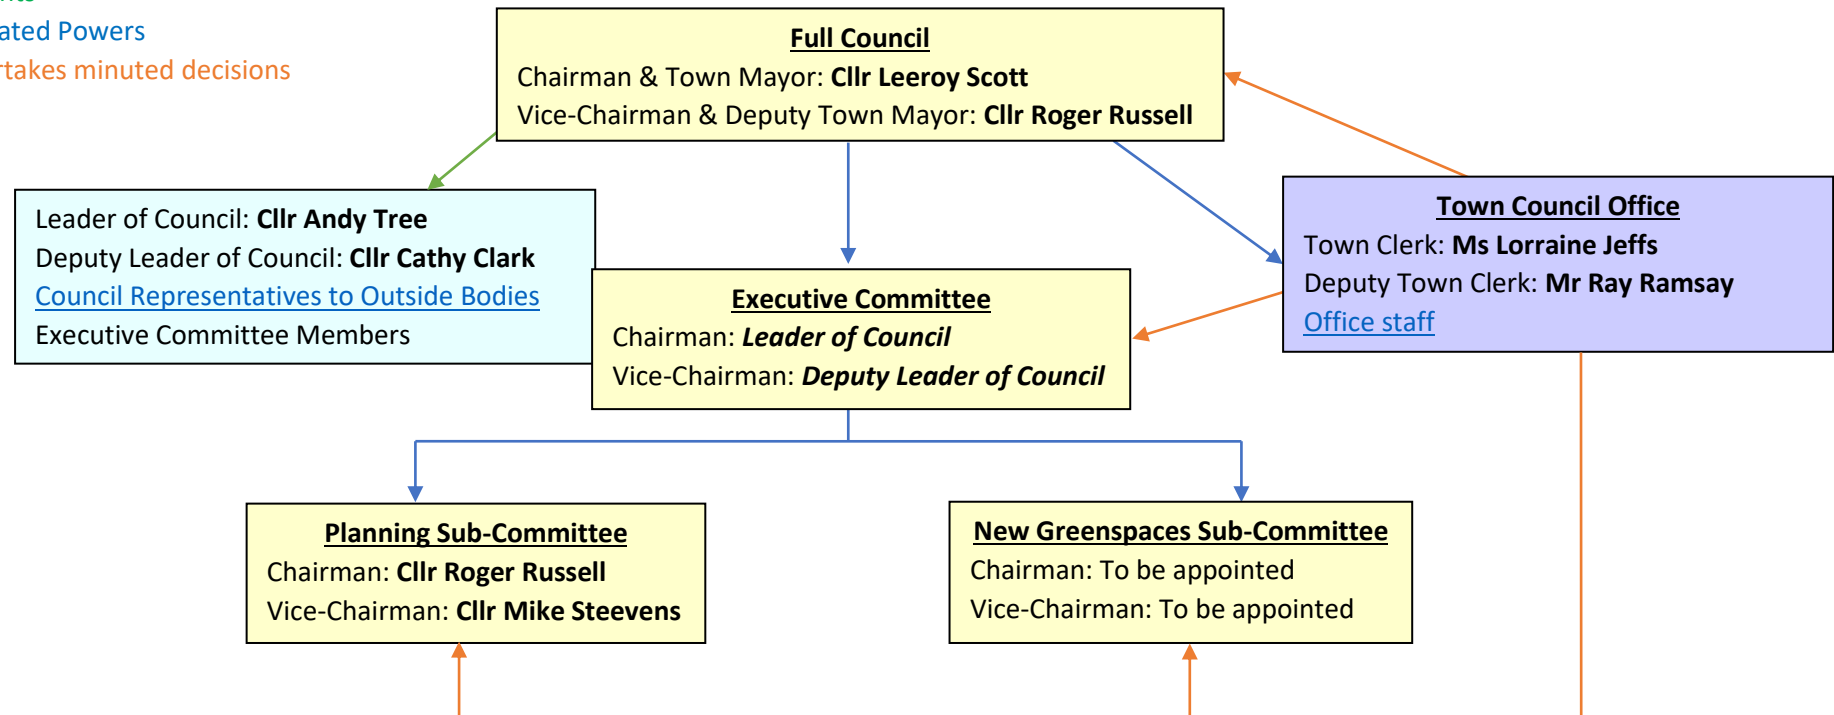 ated Powers
rtakes minuted decisions
Full Council
Chairman & Town Mayor: Cllr Leeroy Scott
Vice-Chairman & Deputy Town Mayor: Cllr Roger Russell
Leader of Council: Cllr Andy Tree
Deputy Leader of Council: Cllr Cathy Clark
Council Representatives to Outside Bodies
Executive Committee Members
Town Council Office
Town Clerk: Ms Lorraine Jeffs
Deputy Town Clerk: Mr Ray Ramsay
Office staff
Executive Committee
Chairman: Leader of Council
Vice-Chairman: Deputy Leader of Council
Planning Sub-Committee
Chairman: Cllr Roger Russell
Vice-Chairman: Cllr Mike Steevens
New Greenspaces Sub-Committee
Chairman: To be appointed
Vice-Chairman: To be appointed